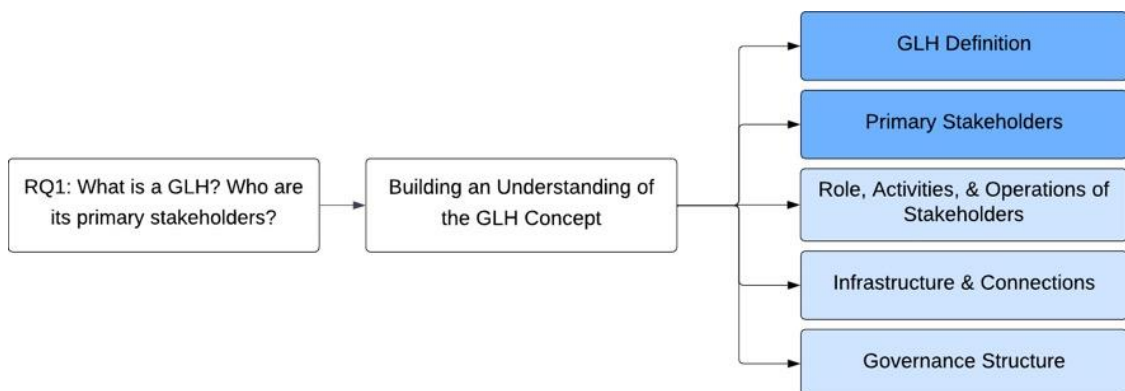 RQ1: What is a GLH? Who are
its primary stakeholders?
Building an Understanding of
the GLH Concept
GLH Definition
Primary Stakeholders
Role, Activities, & Operations of
Stakeholders
Infrastructure & Connections
Governance Structure